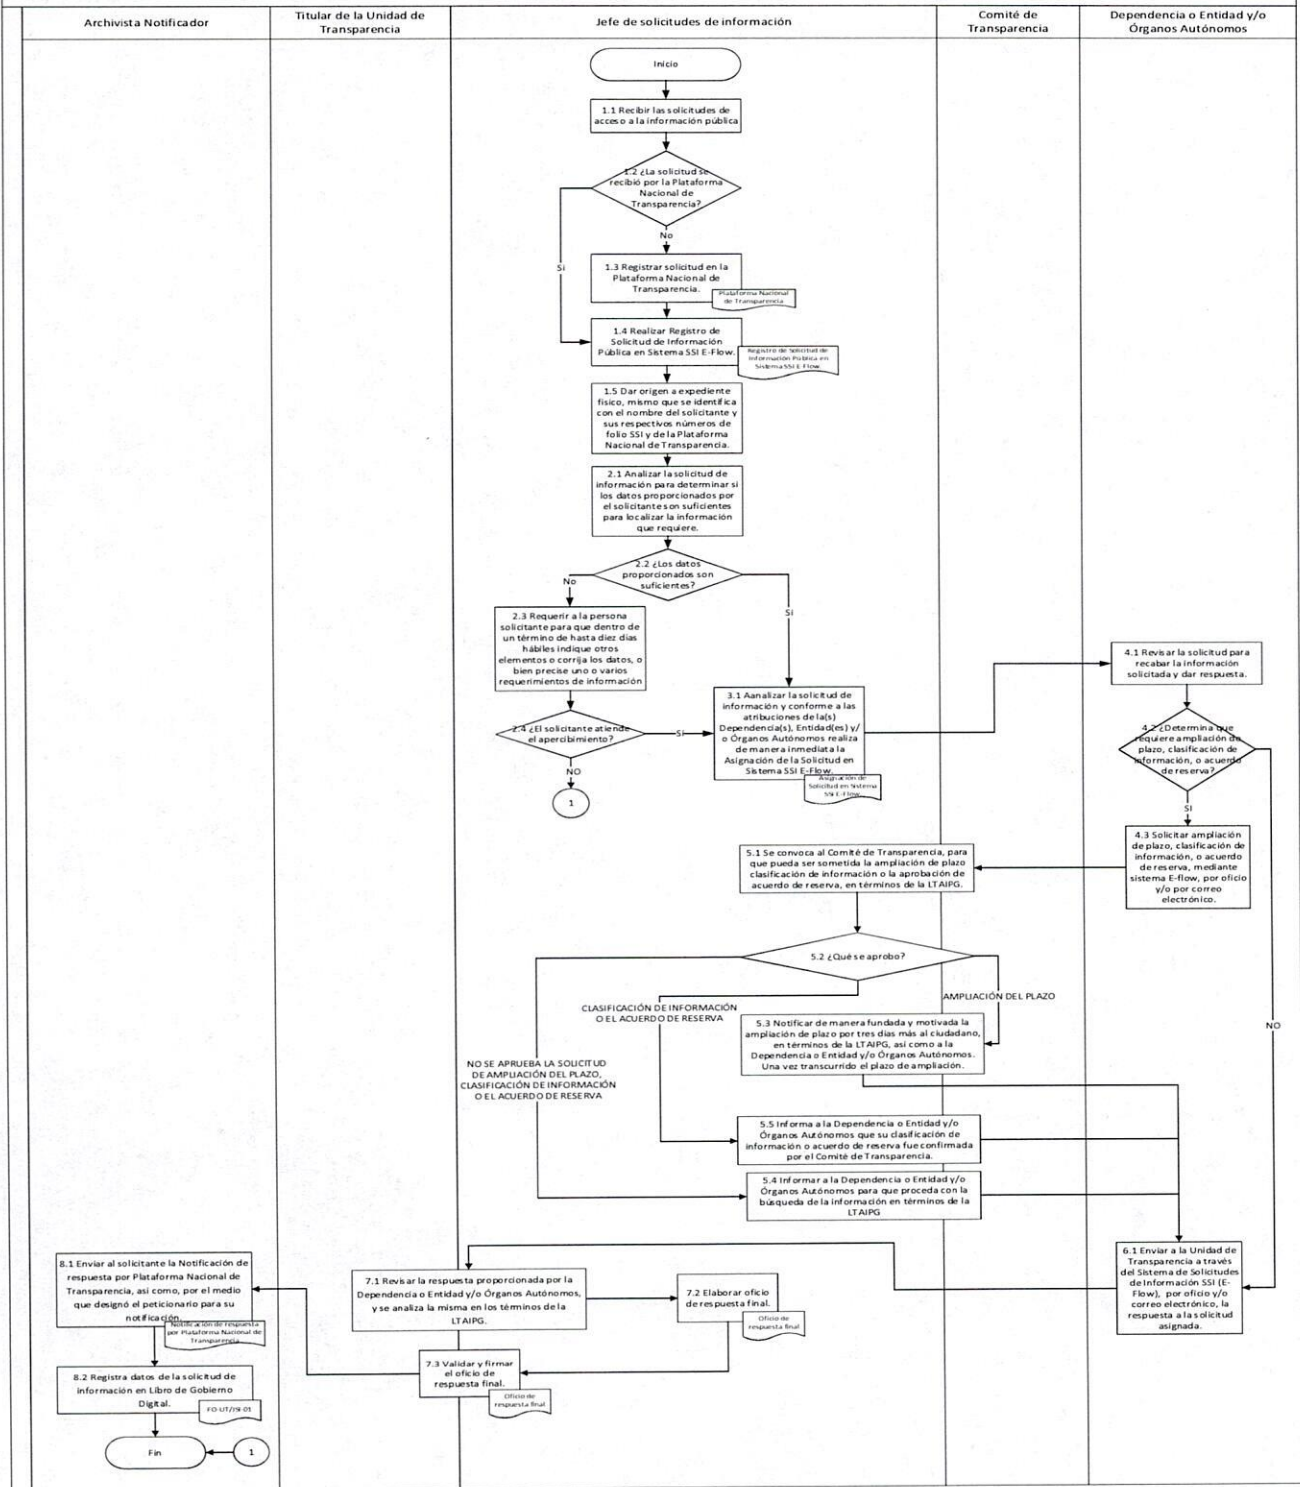 Archivista Notificador
Titular de la Unidad de
Transparencia
Jefe de solicitudes de información
Comité de
Transparencia
Dependencia o Entidad y/o
Órganos Autónomos
Inicio
1.1 Recibir las solicitudes de
acceso a la información pública
1.2 ¿La solicitud se
recibió por la Plataforma
Nacional de
Transparencia?
No
Si
1.3 Registrar solicitud en la
Plataforma Nacional de
Transparencia.
Plataforma Nacional
de Transparencia
1.4 Realizar Registro de
Solicitud de Información
Pública en Sistema SSI E-Flow.
Registro de Solicitud de
Información Pública en
Sistema SSI E-Flow
1.5 Dar origen a expediente
físico, mismo que se identifica
con el nombre del solicitante y
sus respectivos números de
folio SSI y de la Plataforma
Nacional de Transparencia.
2.1 Analizar la solicitud de
información para determinar si
los datos proporcionados por
el solicitante son suficientes
para localizar la información
que requiere.
2.2 ¿Los datos
proporcionados son
suficientes?
No
Si
2.3 Requerir a la persona
solicitante para que dentro de
un término de hasta diez días
hábiles indique otros
elementos o corrija los datos, o
bien precise uno o varios
requerimientos de información
2.4 ¿El solicitante atiende
el apercibimiento?
Si
NO
1
3.1 Aanalizar la solicitud de
información y conforme a las
atribuciones de la(s)
Dependencia(s), Entidad(es) y/
o Órganos Autónomos realiza
de manera inmediata la
Asignación de la Solicitud en
Sistema SSI E-Flow.
Asignación de
Solicitud en Sistema
SSI E-Flow
4.1 Revisar la solicitud para
recabar la información
solicitada y dar respuesta.
4.2 ¿Determina que
requiere ampliación de
plazo, clasificación de
información, o acuerdo
de reserva?
SI
NO
4.3 Solicitar ampliación
de plazo, clasificación de
información, o acuerdo
de reserva, mediante
sistema E-flow, por oficio
y/o por correo
electrónico.
5.1 Se convoca al Comité de Transparencia, para
que pueda ser sometida la ampliación de plazo
clasificación de información o la aprobación de
acuerdo de reserva, en términos de la LTAIPG.
5.2 ¿Qué se aprobo?
CLASIFICACIÓN DE INFORMACIÓN
O EL ACUERDO DE RESERVA
AMPLIACIÓN DEL PLAZO
NO SE APRUEBA LA SOLICITUD
DE AMPLIACIÓN DEL PLAZO,
CLASIFICACIÓN DE INFORMACIÓN
O EL ACUERDO DE RESERVA
5.3 Notificar de manera fundada y motivada la
ampliación de plazo por tres días más al ciudadano,
en términos de la LTAIPG, así como a la
Dependencia o Entidad y/o Órganos Autónomos.
Una vez transcurrido el plazo de ampliación.
5.5 Informa a la Dependencia o Entidad y/o
Órganos Autónomos que su clasificación de
información o acuerdo de reserva fue confirmada
por el Comité de Transparencia.
5.4 Informar a la Dependencia o Entidad y/o
Órganos Autónomos para que proceda con la
búsqueda de la información en términos de la
LTAIPG
6.1 Enviar a la Unidad de
Transparencia a través
del Sistema de Solicitudes
de Información SSI (E-
Flow), por oficio y/o
correo electrónico, la
respuesta a la solicitud
asignada.
7.1 Revisar la respuesta proporcionada por la
Dependencia o Entidad y/o Órganos Autónomos,
y se analiza la misma en los términos de la
LTAIPG.
7.2 Elaborar oficio
de respuesta final.
Oficio de
respuesta final
7.3 Validar y firmar
el oficio de
respuesta final.
Oficio de
respuesta final
8.1 Enviar al solicitante la Notificación de
respuesta por Plataforma Nacional de
Transparencia, así como, por el medio
que designó el peticionario para su
notificación.
Notificación de respuesta
por Plataforma Nacional de
Transparencia
8.2 Registra datos de la solicitud de
información en Libro de Gobierno
Digital.
FO-UT/JSI-01
Fin
1